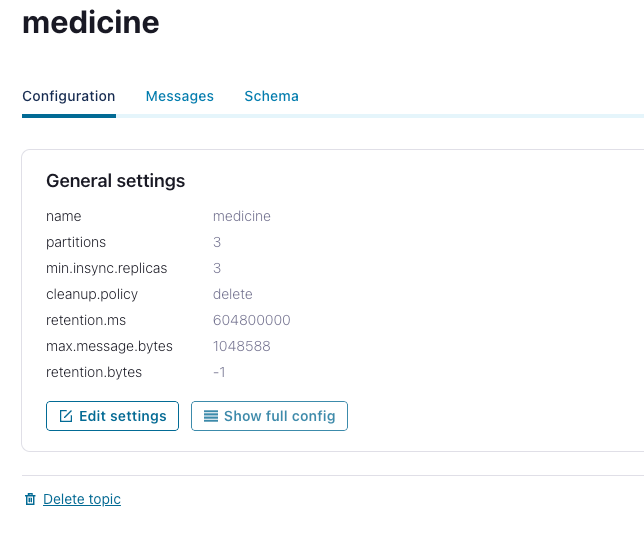 medicine
Configuration Messages Schema
General settings
name medicine
partitions 3
min.insync.replicas 3
cleanup.policy delete
retention.ms 604800000
max.message.bytes 1048588
retention.bytes -1
Edit settings Show full config
Delete topic